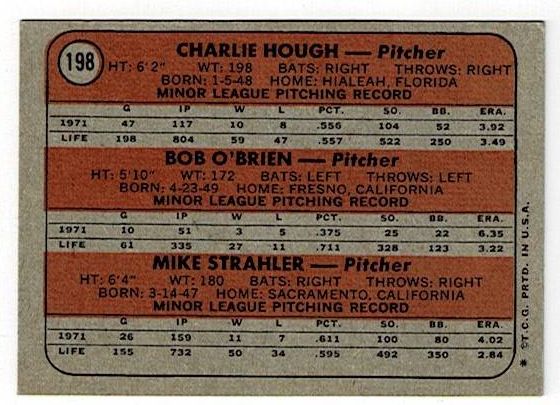 198
CHARLIE HOUGH — Pitcher
HT: 6'2" WT: 198 BATS: RIGHT THROWS: RIGHT
BORN: 1-5-48 HOME: HIALEAH, FLORIDA
MINOR LEAGUE PITCHING RECORD
G IP W L PCT. SO. BB. ERA.
1971 47 117 10 8 .556 104 52 3.92
LIFE 198 804 59 47 .557 522 250 3.49
BOB O'BRIEN — Pitcher
HT: 5'10" WT: 172 BATS: LEFT THROWS: LEFT
BORN: 4-23-49 HOME: FRESNO, CALIFORNIA
MINOR LEAGUE PITCHING RECORD
G IP W L PCT. SO. BB. ERA.
1971 10 51 3 5 .375 25 22 6.35
LIFE 61 335 27 11 .711 328 123 3.22
MIKE STRAHLER — Pitcher
HT: 6'4" WT: 180 BATS: RIGHT THROWS: RIGHT
BORN: 3-14-47 HOME: SACRAMENTO, CALIFORNIA
MINOR LEAGUE PITCHING RECORD
G IP W L PCT. SO. BB. ERA.
1971 26 159 11 7 .611 100 80 4.02
LIFE 155 732 50 34 .595 492 350 2.84
* ©T.C.G. PRTD. IN U.S.A.